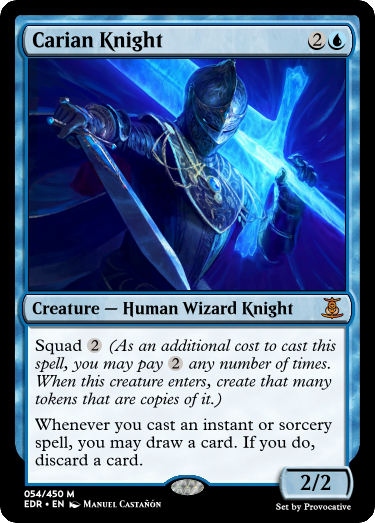 Carian Knight 2
Creature — Human Wizard Knight
Squad 2 (As an additional cost to cast this
spell, you may pay 2 any number of times.
When this creature enters, create that many
tokens that are copies of it.)
Whenever you cast an instant or sorcery
spell, you may draw a card. If you do,
discard a card.
2/2
054/450 M
EDR • EN Manuel Castañón
Set by Provocative